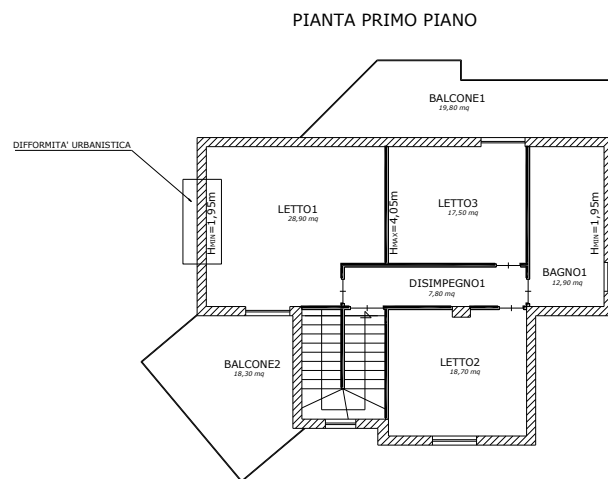 PIANTA PRIMO PIANO
BALCONE1
19,80 mq
DIFFORMITA' URBANISTICA
HMIN=1,95m
LETTO1
28,90 mq
HMAX=4,05m
LETTO3
17,50 mq
HMIN=1,95m
BAGNO1
12,90 mq
DISIMPEGNO1
7,80 mq
BALCONE2
18,30 mq
LETTO2
18,70 mq